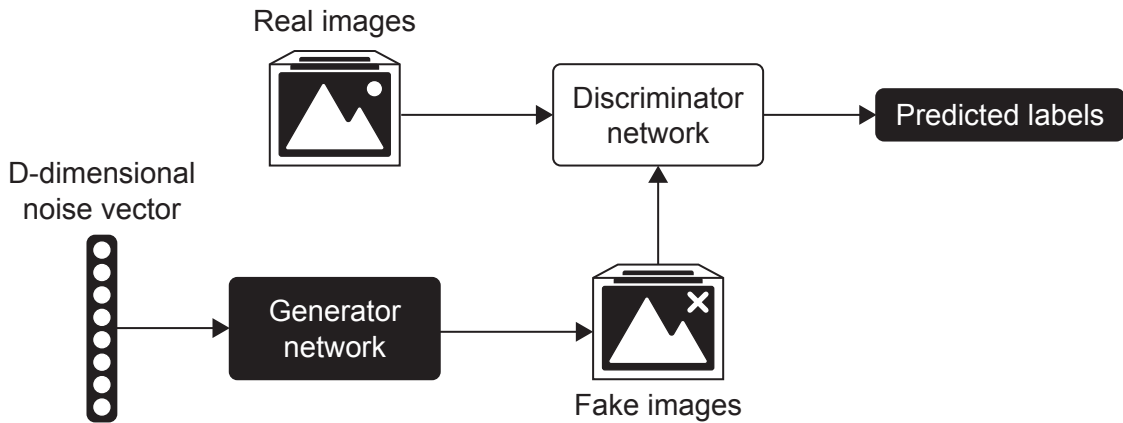 Real images
Discriminator
network
Predicted labels
D-dimensional
noise vector
Generator
network
Fake images